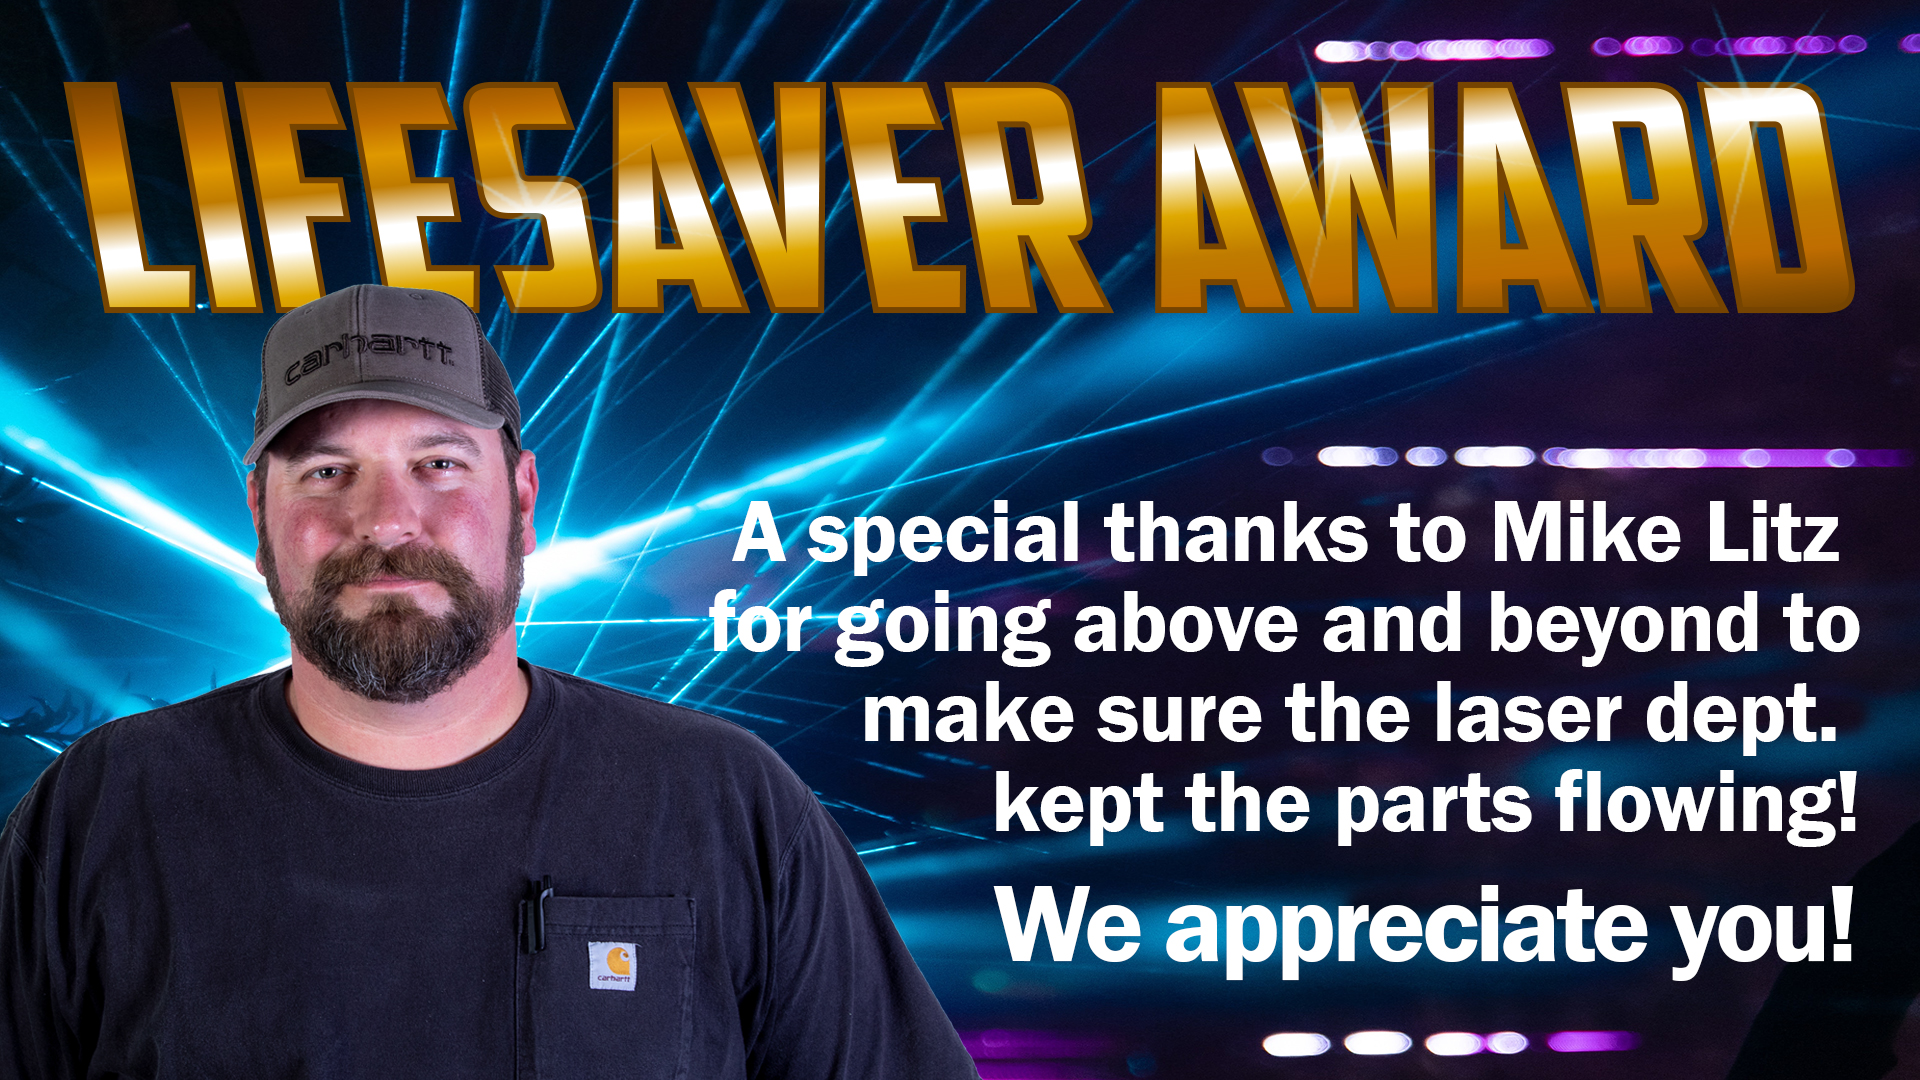 LIFESAVER AWARD
carhartt
A special thanks to Mike Litz
for going above and beyond to
make sure the laser dept.
kept the parts flowing!
We appreciate you!
carhartt